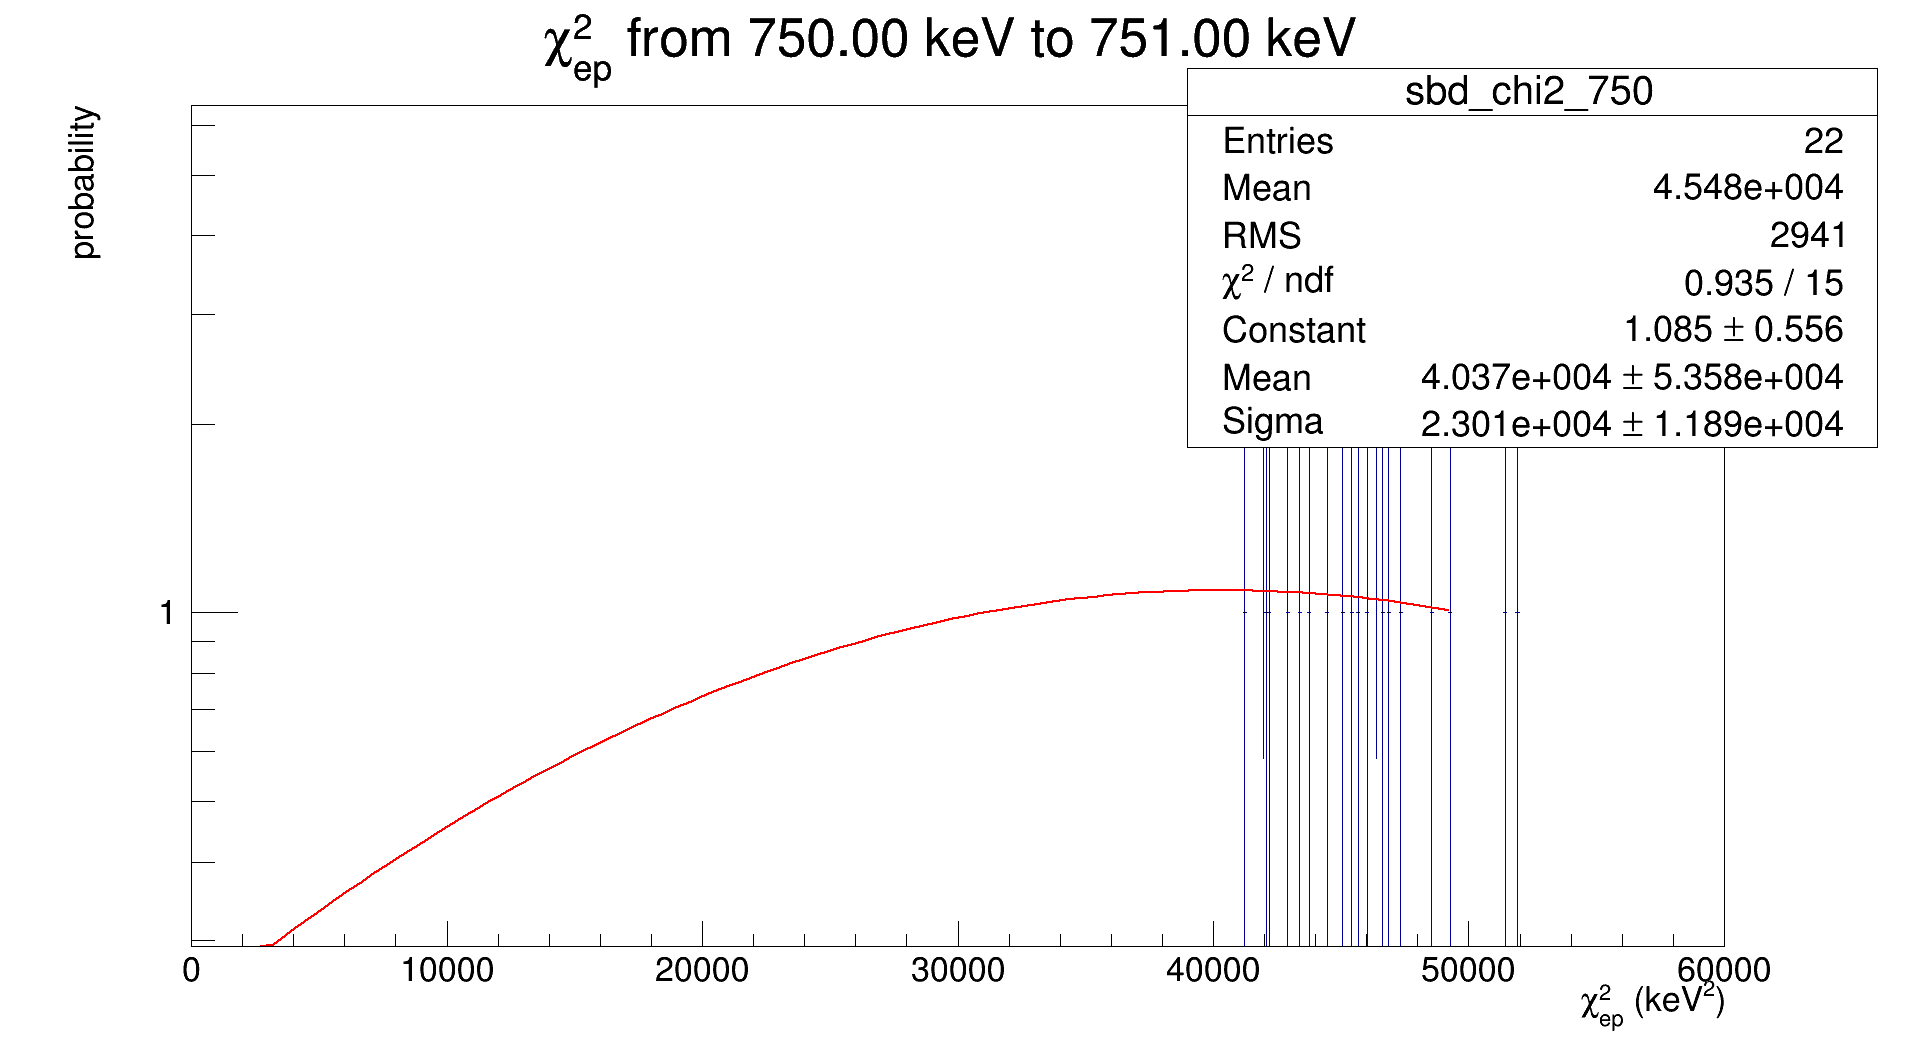 χ²ep from 750.00 keV to 751.00 keV
probability
sbd_chi2_750
Entries 22
Mean 4.548e+004
RMS 2941
χ² / ndf 0.935 / 15
Constant 1.085 ± 0.556
Mean 4.037e+004 ± 5.358e+004
Sigma 2.301e+004 ± 1.189e+004
1
0 10000 20000 30000 40000 50000 60000
χ²ep (keV²)